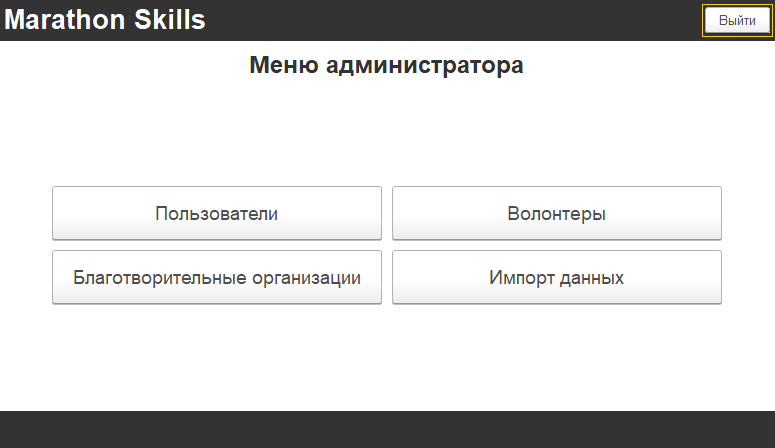 Marathon Skills
Выйти
Меню администратора
Пользователи
Волонтеры
Благотворительные организации
Импорт данных